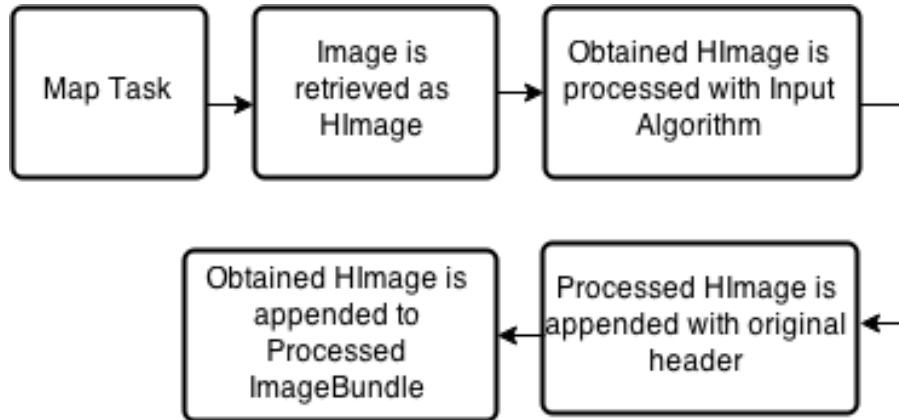 Map Task
Image is
retrieved as
HImage
Obtained HImage is
processed with Input
Algorithm
Processed HImage is
appended with original
header
Obtained HImage is
appended to
Processed
ImageBundle